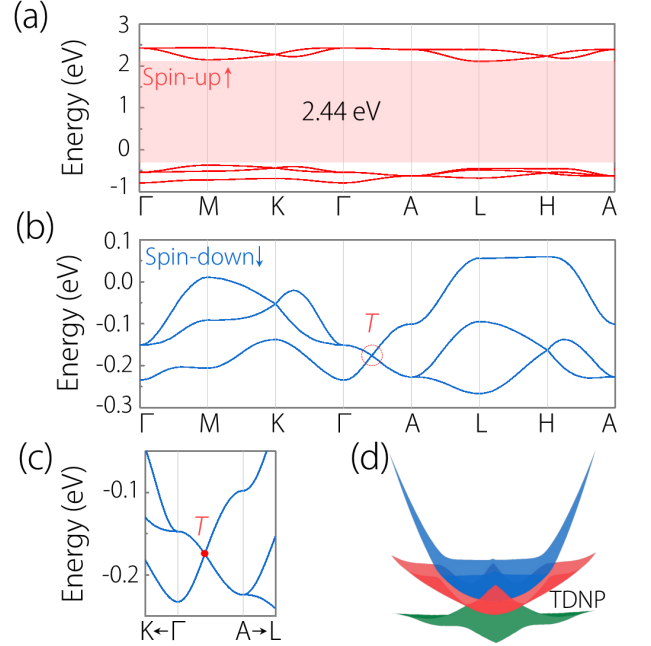 (a)
Energy (eV)
3
2
1
0
-1
Spin-up↑
2.44 eV
Γ M K Γ A L H A
(b)
Energy (eV)
0.1
0.0
-0.1
-0.2
-0.3
Spin-down↓
T
Γ M K Γ A L H A
(c)
Energy (eV)
-0.1
-0.2
T
K←Γ A→L
(d)
TDNP